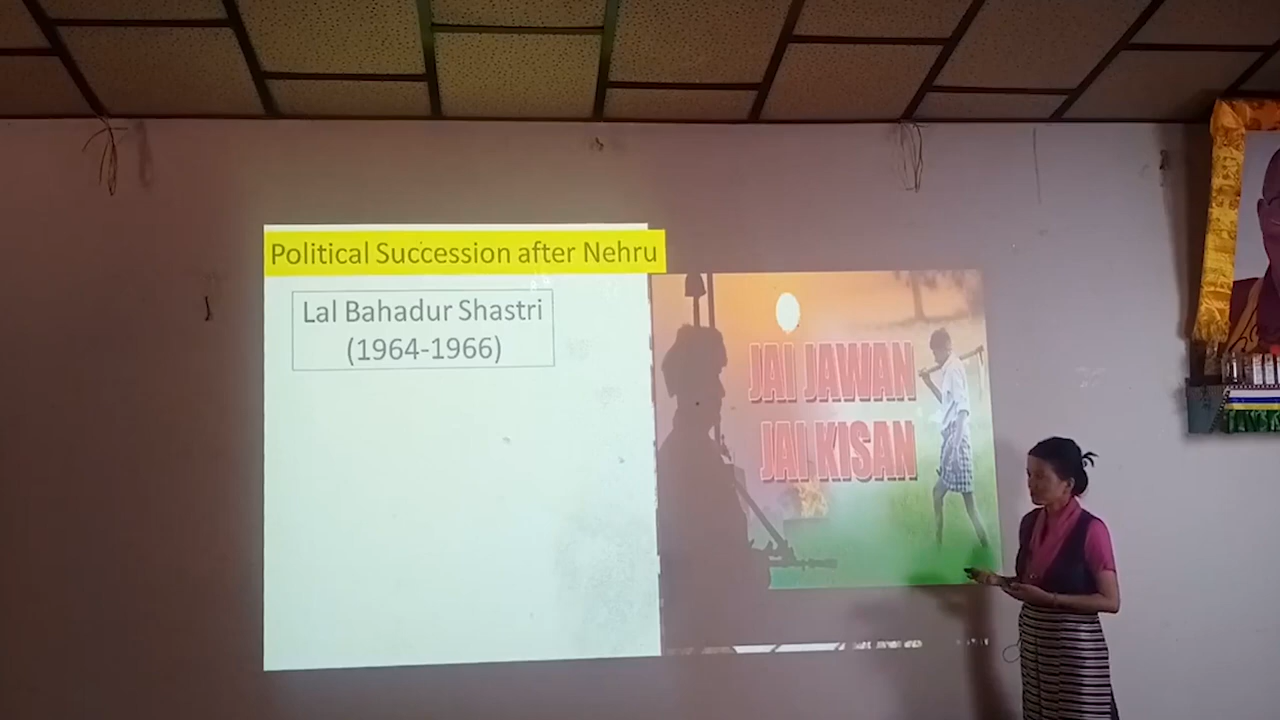 Political Succession after Nehru
Lal Bahadur Shastri
(1964-1966)
JAI JAWAN
JAI KISAN